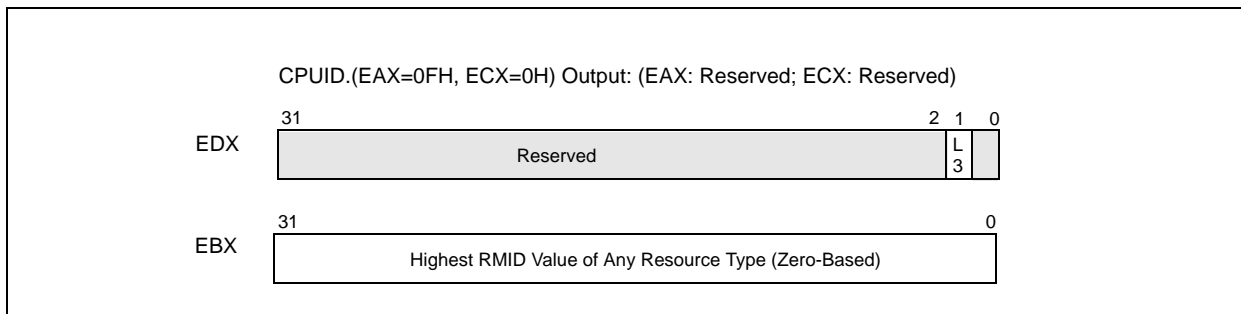 CPUID.(EAX=0FH, ECX=0H) Output: (EAX: Reserved; ECX: Reserved)
31 2 1 0
EDX Reserved L
3
31 0
EBX Highest RMID Value of Any Resource Type (Zero-Based)